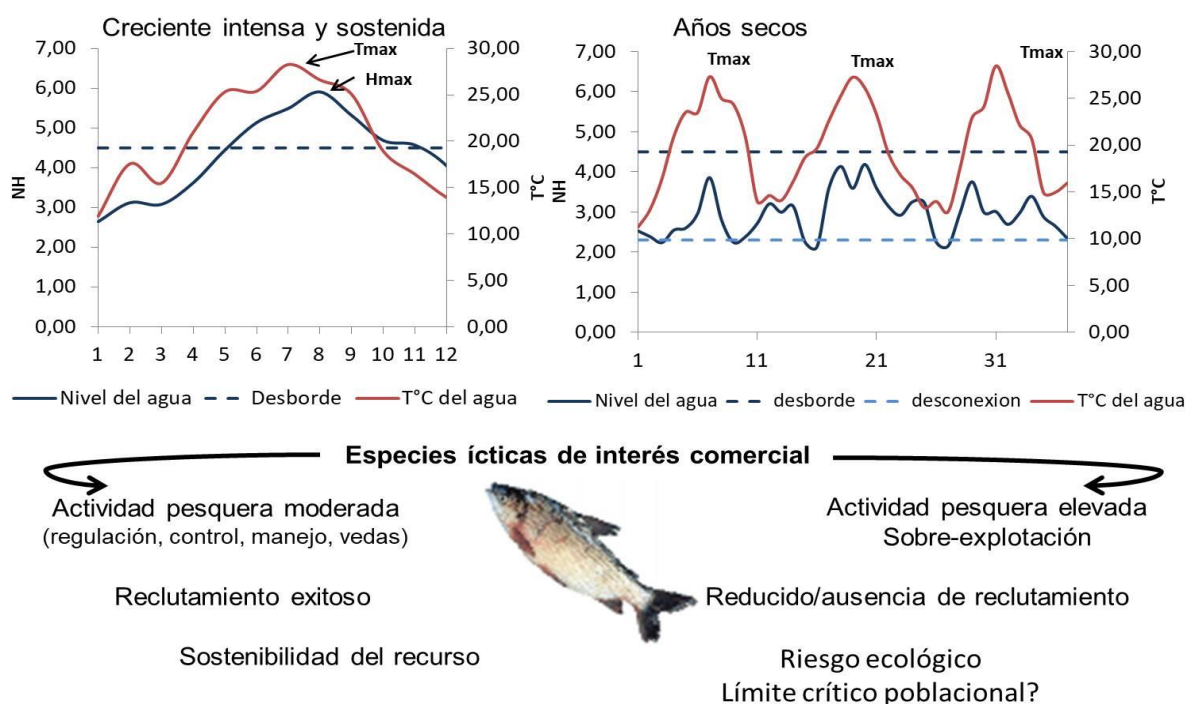 Creciente intensa y sostenida
7,00
6,00
5,00
4,00
3,00
2,00
1,00
0,00
NH
Tmax
Hmax
30,00
25,00
20,00
15,00
10,00
5,00
0,00
T°C
1 2 3 4 5 6 7 8 9 10 11 12
Nivel del agua Desborde T°C del agua
Años secos
7,00
6,00
5,00
4,00
3,00
2,00
1,00
0,00
NH
Tmax Tmax Tmax
30,00
25,00
20,00
15,00
10,00
5,00
0,00
T°C
1 11 21 31
Nivel del agua desborde desconexion T°C del agua
Especies ícticas de interés comercial
Actividad pesquera moderada
(regulación, control, manejo, vedas)
Reclutamiento exitoso
Sostenibilidad del recurso
Actividad pesquera elevada
Sobre-explotación
Reducido/ausencia de reclutamiento
Riesgo ecológico
Límite crítico poblacional?